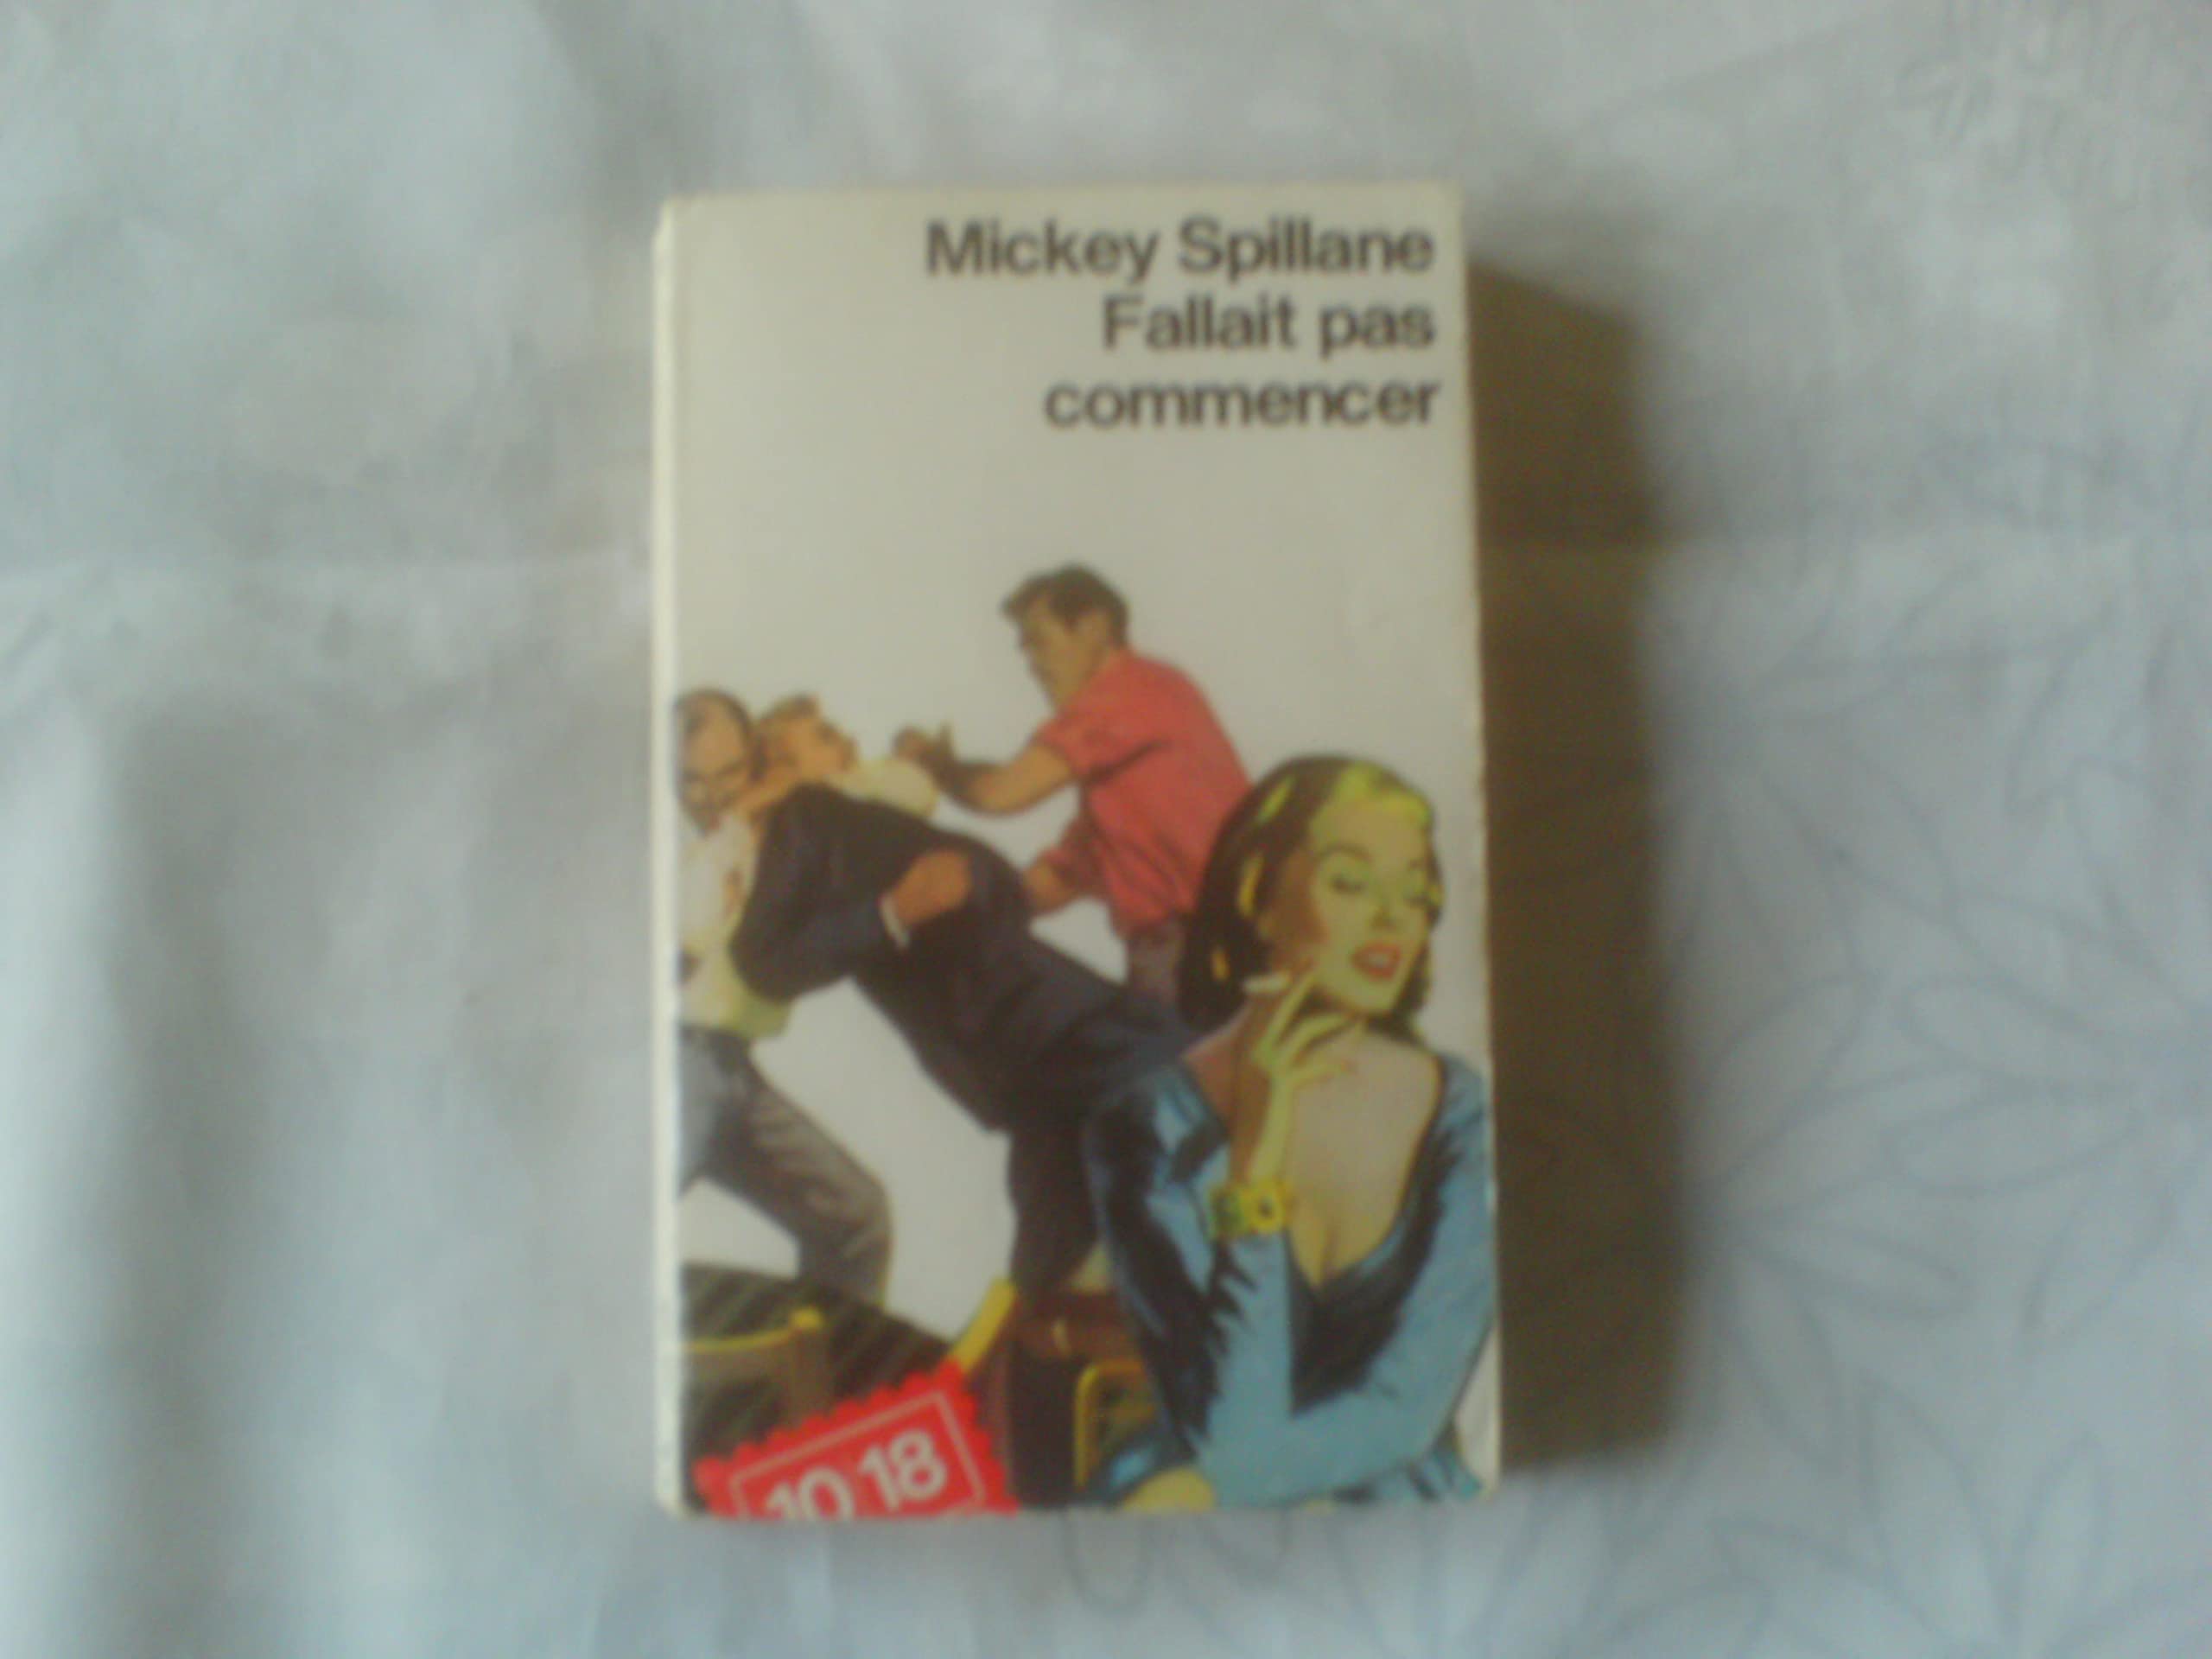 Mickey Spillane
Fallait pas
commencer
10 18